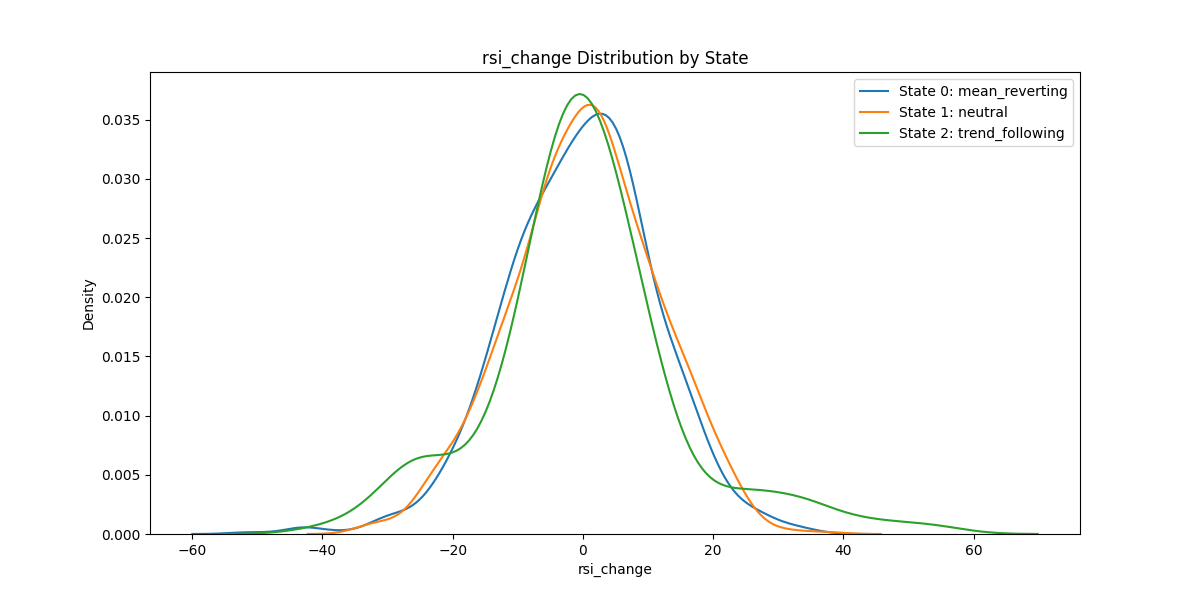 rsi_change Distribution by State
State 0: mean_reverting
State 1: neutral
State 2: trend_following
Density
0.035
0.030
0.025
0.020
0.015
0.010
0.005
0.000
−60
−40
−20
0
20
40
60
rsi_change